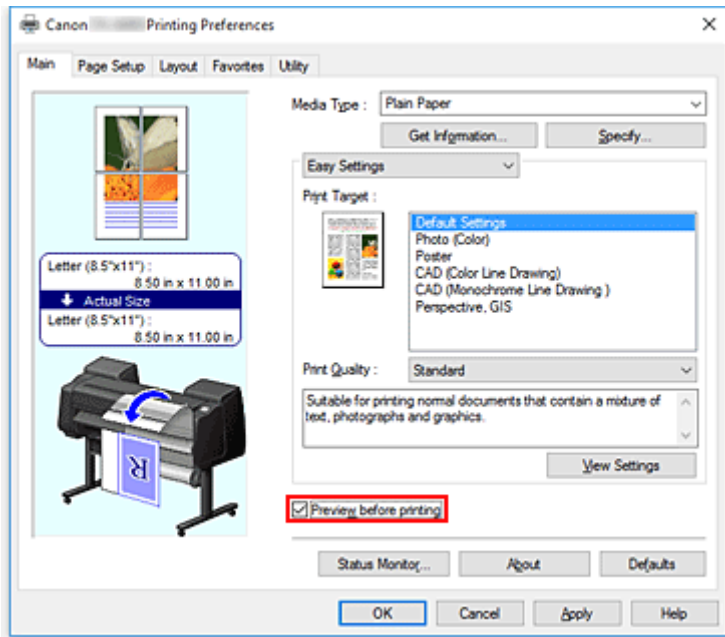 Canon Printing Preferences
Main Page Setup Layout Favorites Utility
Media Type : Plain Paper
Get Information... Specify...
Easy Settings
Print Target :
Default Settings
Photo (Color)
Poster
CAD (Color Line Drawing)
CAD (Monochrome Line Drawing )
Perspective, GIS
Letter (8.5"x11") :
8.50 in x 11.00 in
Actual Size
Letter (8.5"x11") :
8.50 in x 11.00 in
Print Quality : Standard
Suitable for printing normal documents that contain a mixture of
text, photographs and graphics.
View Settings
R
Preview before printing
Status Monitor... About Defaults
OK Cancel Apply Help